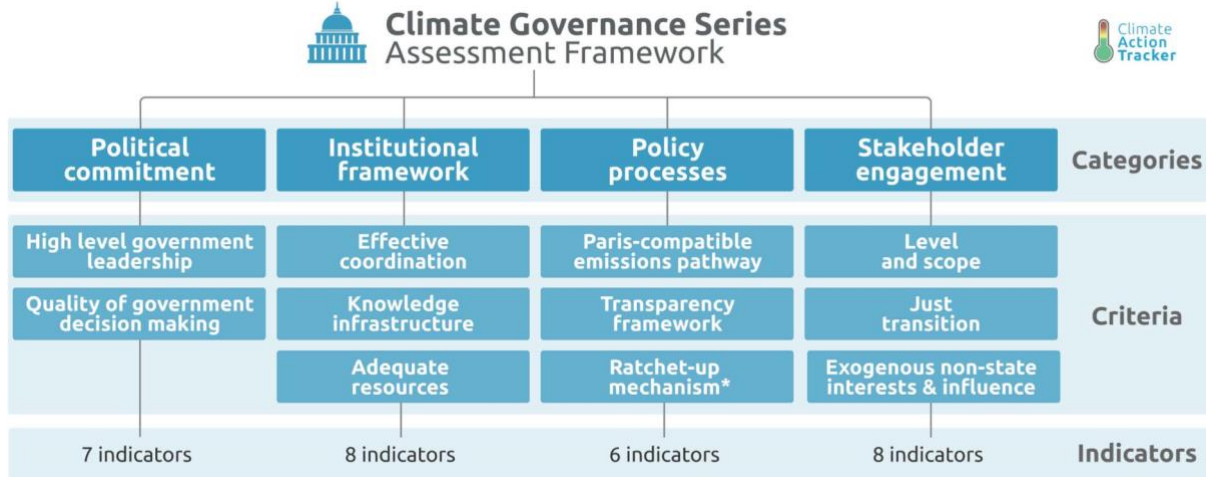 Climate Governance Series
Assessment Framework
Climate
Action
Tracker
Political
commitment
Institutional
framework
Policy
processes
Stakeholder
engagement
Categories
High level government
leadership
Effective
coordination
Paris-compatible
emissions pathway
Level
and scope
Quality of government
decision making
Knowledge
infrastructure
Transparency
framework
Just
transition
Criteria
Adequate
resources
Ratchet-up
mechanism*
Exogenous non-state
interests & influence
7 indicators
8 indicators
6 indicators
8 indicators
Indicators